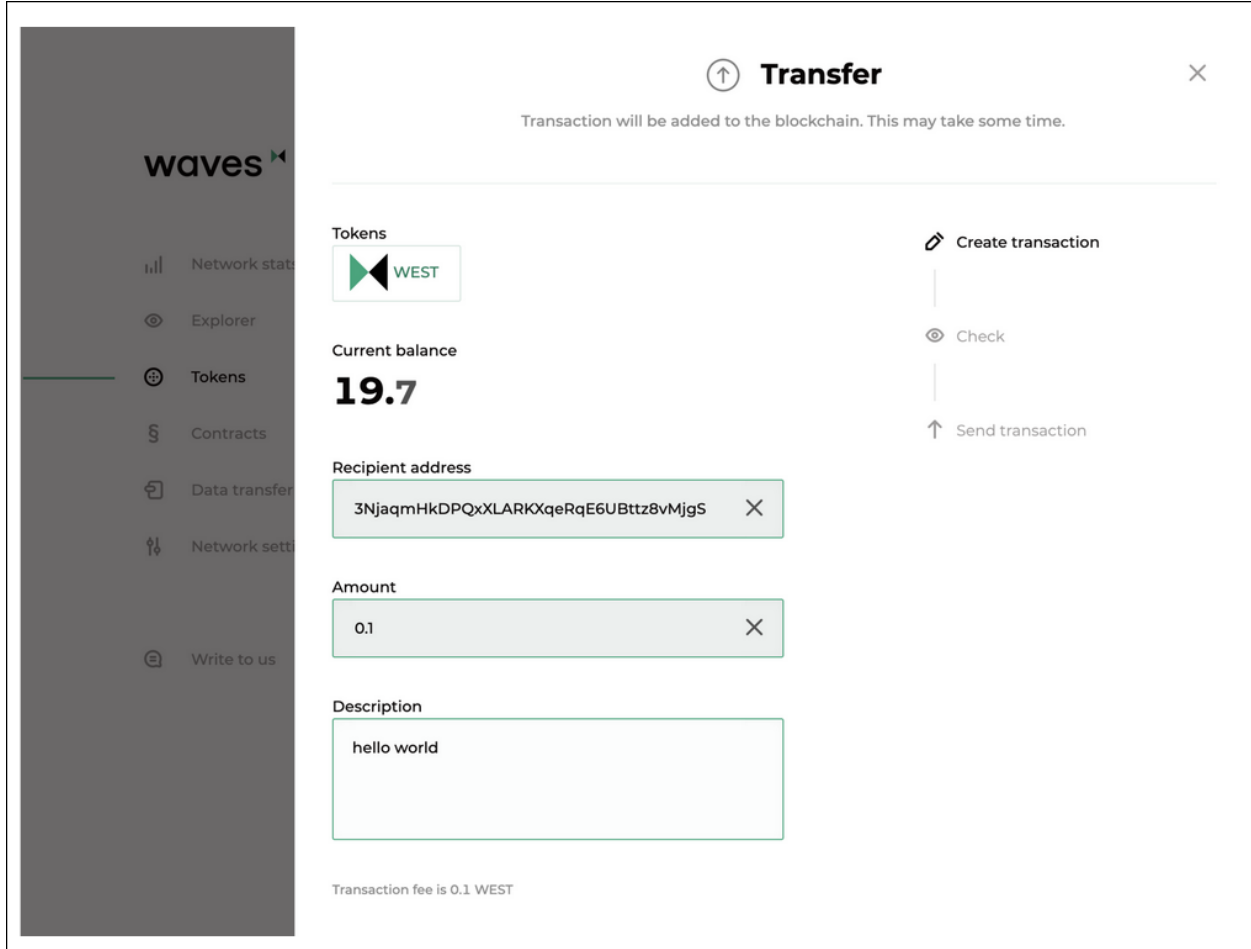 Transfer
Transaction will be added to the blockchain. This may take some time.
waves
Network stats
Explorer
Tokens
Contracts
Data transfer
Network setti
Write to us
Tokens
WEST
Current balance
19.7
Recipient address
3NjaqmHkDPQxXLARKXqeRqE6UBttz8vMjgS
Amount
0.1
Description
hello world
Transaction fee is 0.1 WEST
Create transaction
Check
Send transaction